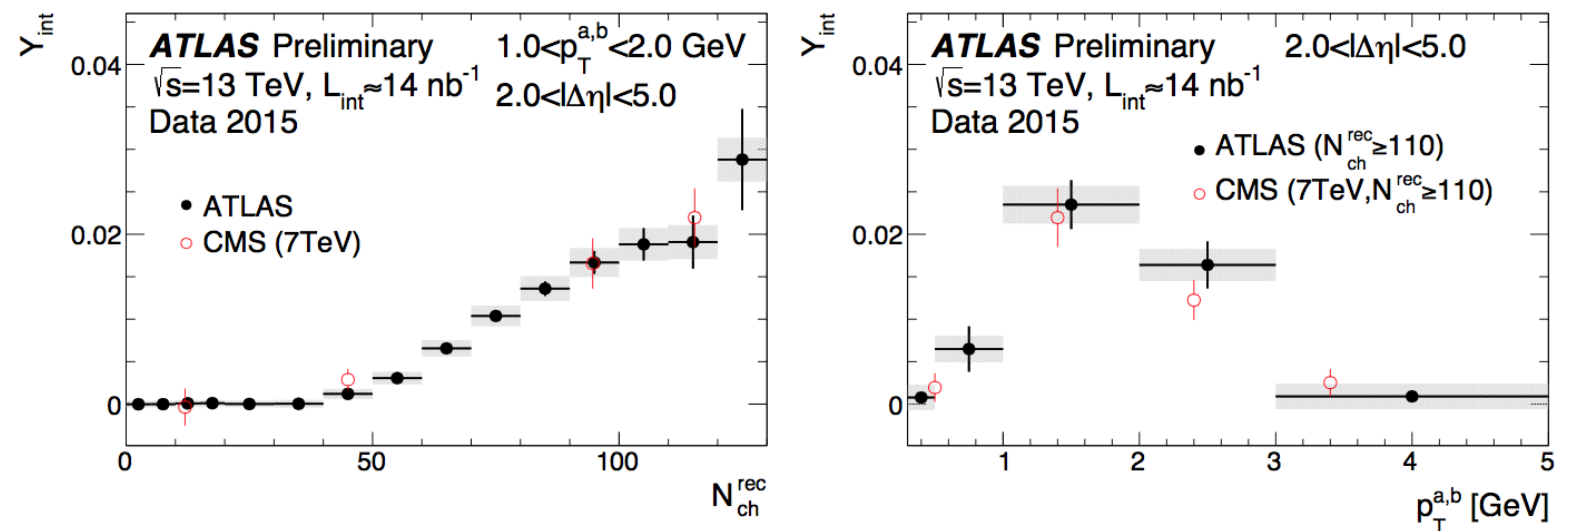 Y_int
ATLAS Preliminary
1.0<p_T^{a,b}<2.0 GeV
√s=13 TeV, L_int≈14 nb^-1
2.0<|Δη|<5.0
Data 2015
ATLAS
CMS (7TeV)
0.04
0.02
0
0 50 100
N_ch^rec
Y_int
ATLAS Preliminary
2.0<|Δη|<5.0
√s=13 TeV, L_int≈14 nb^-1
Data 2015
ATLAS (N_ch^rec≥110)
CMS (7TeV,N_ch^rec≥110)
0.04
0.02
0
1 2 3 4 5
p_T^{a,b} [GeV]